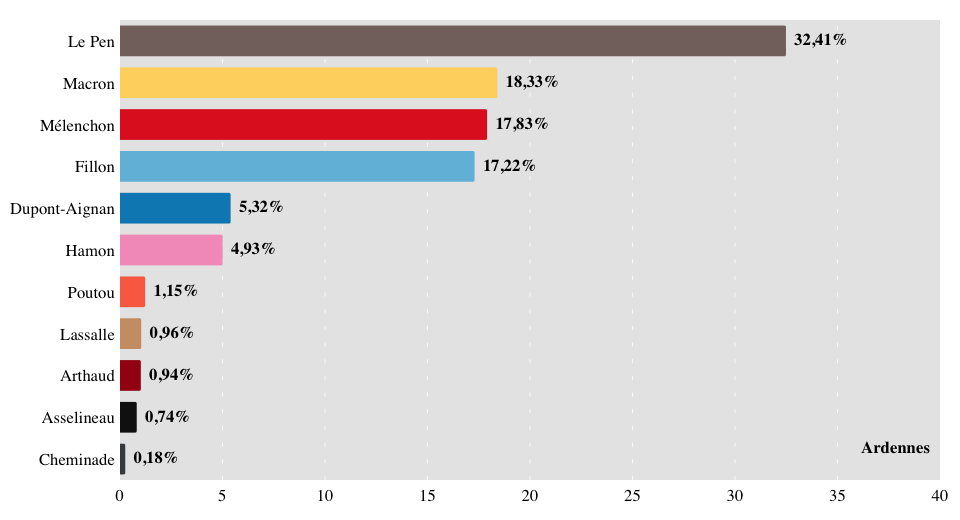 Le Pen 32,41%
Macron 18,33%
Mélenchon 17,83%
Fillon 17,22%
Dupont-Aignan 5,32%
Hamon 4,93%
Poutou 1,15%
Lassalle 0,96%
Arthaud 0,94%
Asselineau 0,74%
Ardennes
Cheminade 0,18%
0 5 10 15 20 25 30 35 40